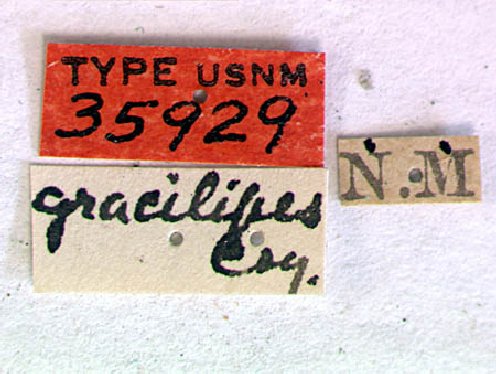 TYPE USNM
35929
gracilipes
Coq.
N.M